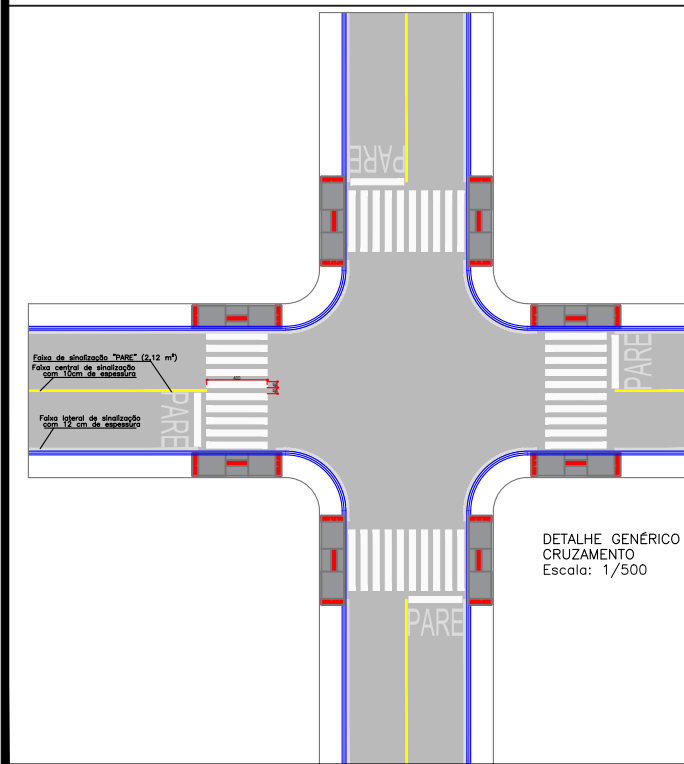 PARE
Faixa de sinalização "PARE" (2,12 m²)
Faixa central de sinalização
com 10cm de espessura
PARE
PARE
Faixa lateral de sinalização
com 12 cm de espessura
DETALHE GENÉRICO
CRUZAMENTO
Escala: 1/500
PARE